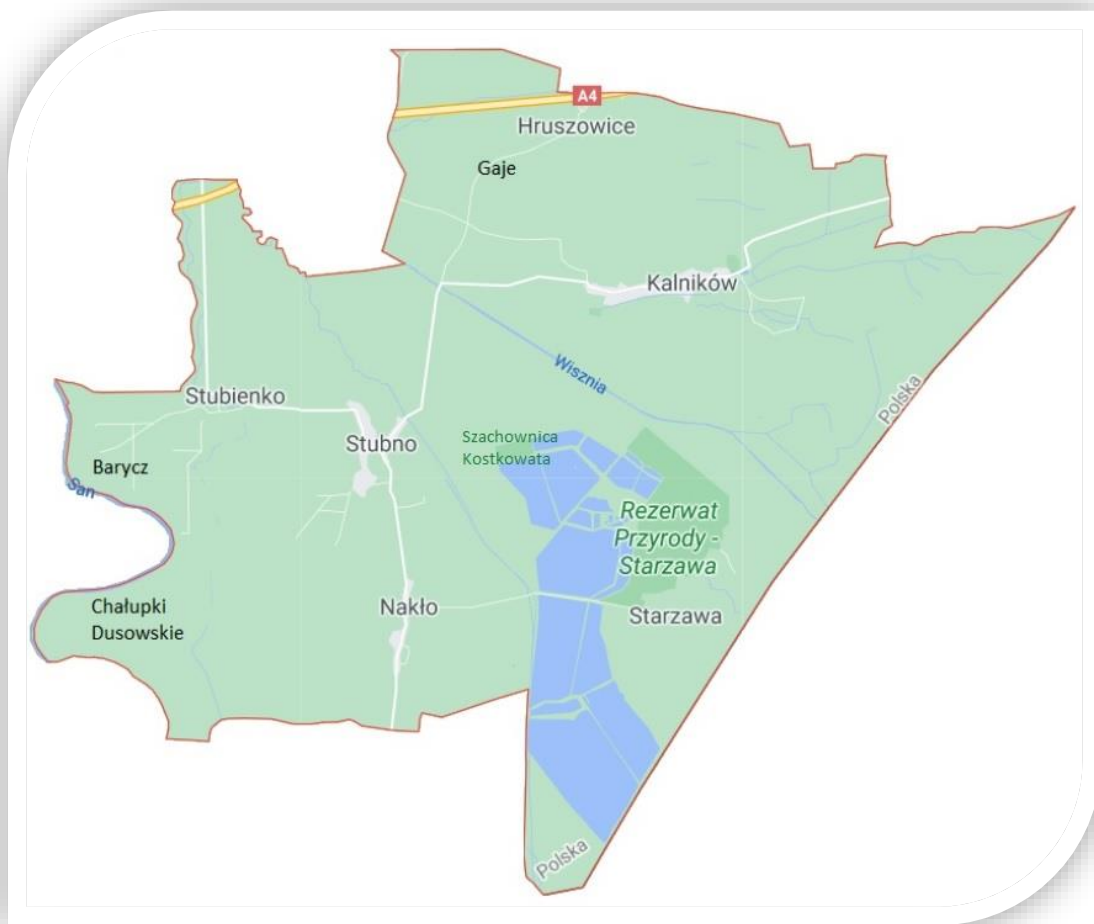 A4
Hruszowice
Gaje
Kalników
Wisznia
Polska
Stubienko
Stubno
Szachownica
Kostkowata
Barycz
San
Rezerwat
Przyrody -
Starzawa
Chałupki
Dusowskie
Nakło
Starzawa
Polska